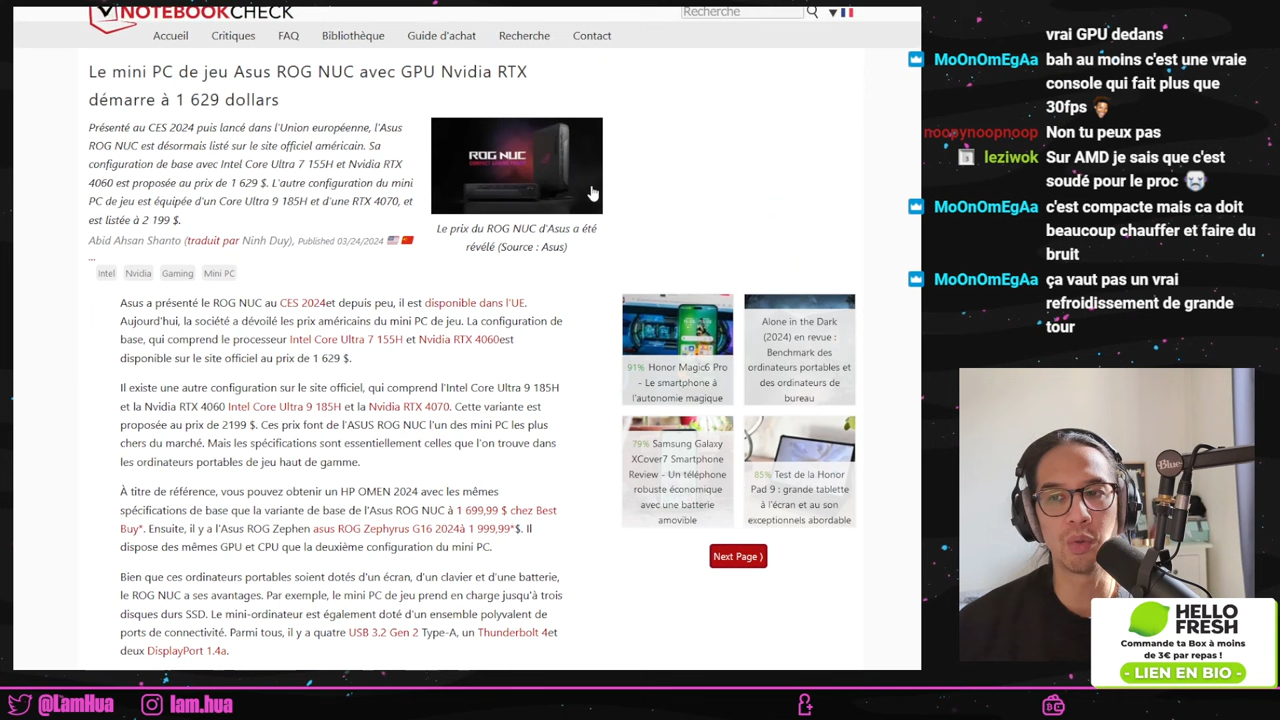 NOTEBOOKCHECK
Recherche
Accueil Critiques FAQ Bibliothèque Guide d'achat Recherche Contact
Le mini PC de jeu Asus ROG NUC avec GPU Nvidia RTX
démarre à 1 629 dollars
Présenté au CES 2024 puis lancé dans l'Union européenne, l'Asus
ROG NUC est désormais listé sur le site officiel américain. Sa
configuration de base avec Intel Core Ultra 7 155H et Nvidia RTX
4060 est proposée au prix de 1 629 $. L'autre configuration du mini
PC de jeu est équipée d'un Core Ultra 9 185H et d'une RTX 4070, et
est listée à 2 199 $.
Abid Ahsan Shanto (traduit par Ninh Duy), Published 03/24/2024
...
ROG NUC
Le prix du ROG NUC d'Asus a été
révélé (Source : Asus)
Intel Nvidia Gaming Mini PC
Asus a présenté le ROG NUC au CES 2024et depuis peu, il est disponible dans l'UE.
Aujourd'hui, la société a dévoilé les prix américains du mini PC de jeu. La configuration de
base, qui comprend le processeur Intel Core Ultra 7 155H et Nvidia RTX 4060est
disponible sur le site officiel au prix de 1 629 $.
Il existe une autre configuration sur le site officiel, qui comprend l'Intel Core Ultra 9 185H
et la Nvidia RTX 4060 Intel Core Ultra 9 185H et la Nvidia RTX 4070. Cette variante est
proposée au prix de 2199 $. Ces prix font de l'ASUS ROG NUC l'un des mini PC les plus
chers du marché. Mais les spécifications sont essentiellement celles que l'on trouve dans
les ordinateurs portables de jeu haut de gamme.
À titre de référence, vous pouvez obtenir un HP OMEN 2024 avec les mêmes
spécifications de base que la variante de base de l'Asus ROG NUC à 1 699,99 $ chez Best
Buy*. Ensuite, il y a l'Asus ROG Zephen asus ROG Zephyrus G16 2024à 1 999,99*$. Il
dispose des mêmes GPU et CPU que la deuxième configuration du mini PC.
Bien que ces ordinateurs portables soient dotés d'un écran, d'un clavier et d'une batterie,
le ROG NUC a ses avantages. Par exemple, le mini PC de jeu prend en charge jusqu'à trois
disques durs SSD. Le mini-ordinateur est également doté d'un ensemble polyvalent de
ports de connectivité. Parmi tous, il y a quatre USB 3.2 Gen 2 Type-A, un Thunderbolt 4et
deux DisplayPort 1.4a.
91% Honor Magic6 Pro
- Le smartphone à
l'autonomie magique
Alone in the Dark
(2024) en revue :
Benchmark des
ordinateurs portables et
des ordinateurs de
bureau
79% Samsung Galaxy
XCover7 Smartphone
Review - Un téléphone
robuste économique
avec une batterie
amovible
85% Test de la Honor
Pad 9 : grande tablette
à l'écran et au son
exceptionnels abordable
Next Page ⟩
vrai GPU dedans
MoOnOmEgAa bah au moins c'est une vraie
console qui fait plus que
30fps
noopynoopnoop Non tu peux pas
leziwok Sur AMD je sais que c'est
soudé pour le proc
MoOnOmEgAa c'est compacte mais ca doit
beaucoup chauffer et faire du
bruit
MoOnOmEgAa ça vaut pas un vrai
refroidissement de grande
tour
Blue
HELLO
FRESH
Commande ta Box à moins
de 3€ par repas !
- LIEN EN BIO -
@LamHua lam.hua